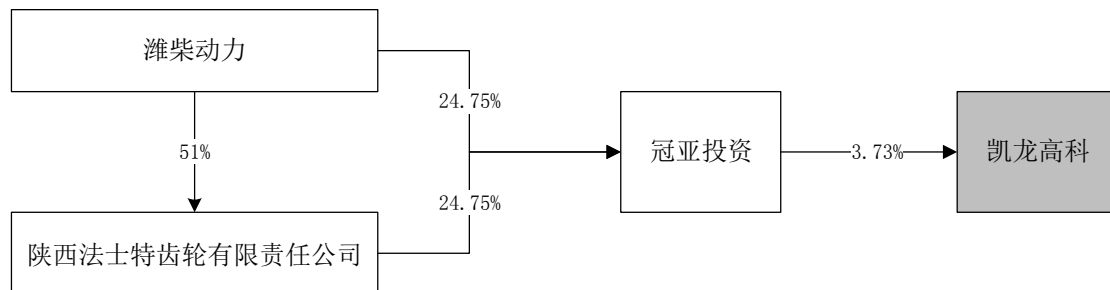 潍柴动力
24.75%
51%
冠亚投资
3.73%
凯龙高科
24.75%
陕西法士特齿轮有限责任公司